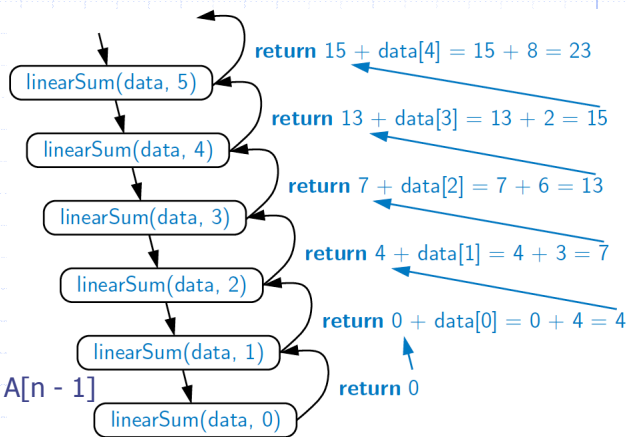 return 15 + data[4] = 15 + 8 = 23
linearSum(data, 5)
return 13 + data[3] = 13 + 2 = 15
linearSum(data, 4)
return 7 + data[2] = 7 + 6 = 13
linearSum(data, 3)
return 4 + data[1] = 4 + 3 = 7
linearSum(data, 2)
return 0 + data[0] = 0 + 4 = 4
linearSum(data, 1)
A[n - 1]
return 0
linearSum(data, 0)